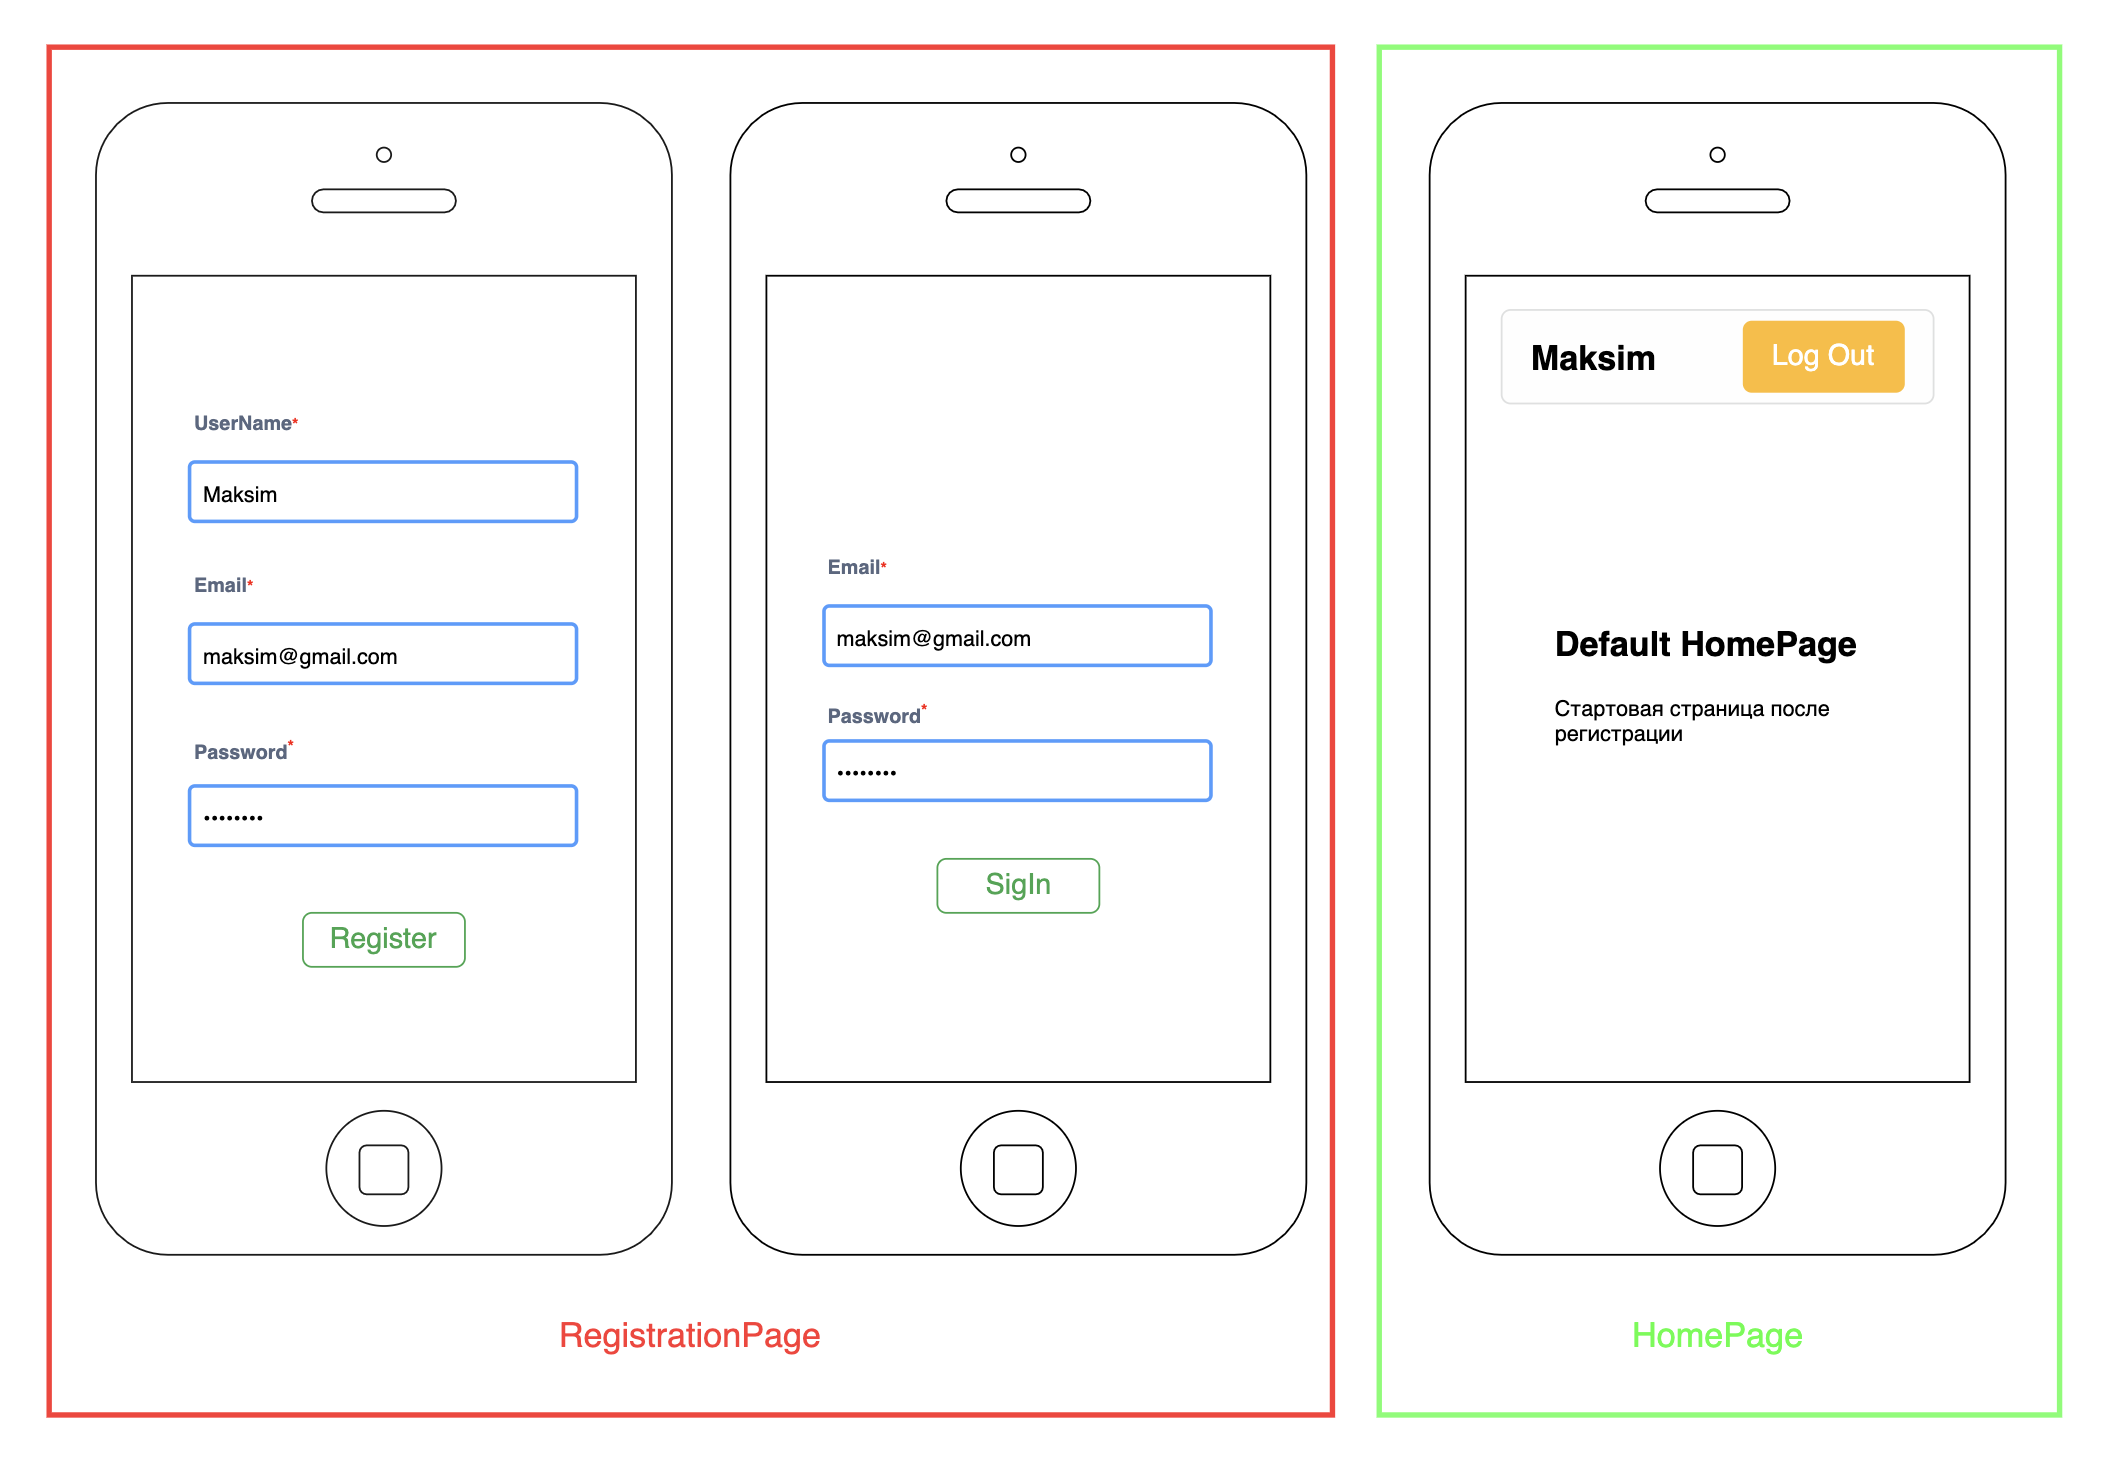 UserName*
Maksim
Email*
maksim@gmail.com
Password*
••••••••
Register
Email*
maksim@gmail.com
Password*
••••••••
SigIn
RegistrationPage
Maksim
Log Out
Default HomePage
Стартовая страница после
регистрации
HomePage